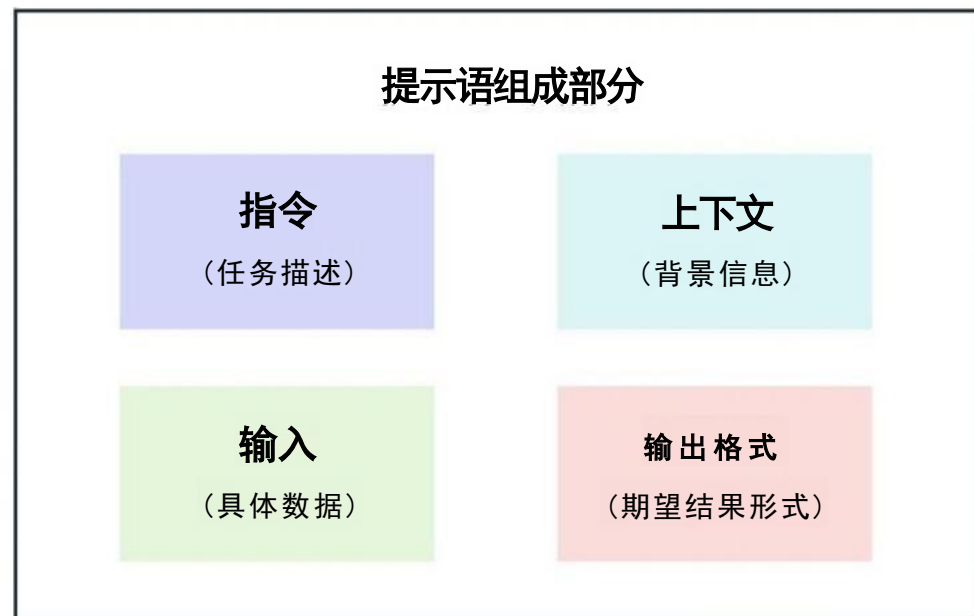 提示语组成部分
指令
（任务描述）
上下文
（背景信息）
输入
（具体数据）
输出格式
（期望结果形式）